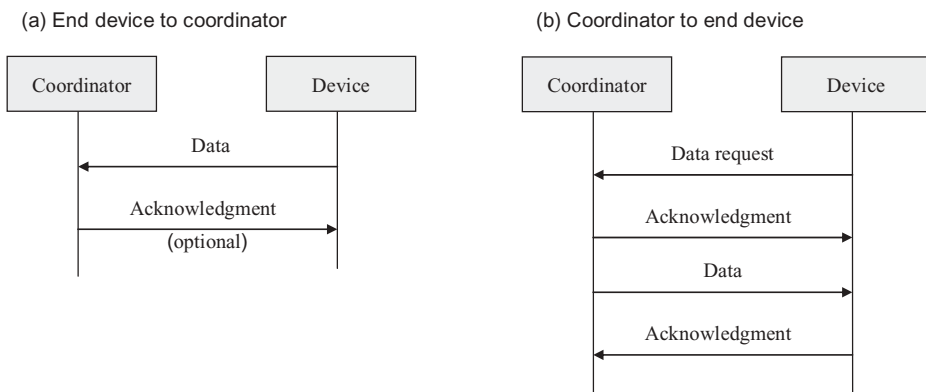 (a) End device to coordinator
Coordinator
Device
Data
Acknowledgment
(optional)
(b) Coordinator to end device
Coordinator
Device
Data request
Acknowledgment
Data
Acknowledgment